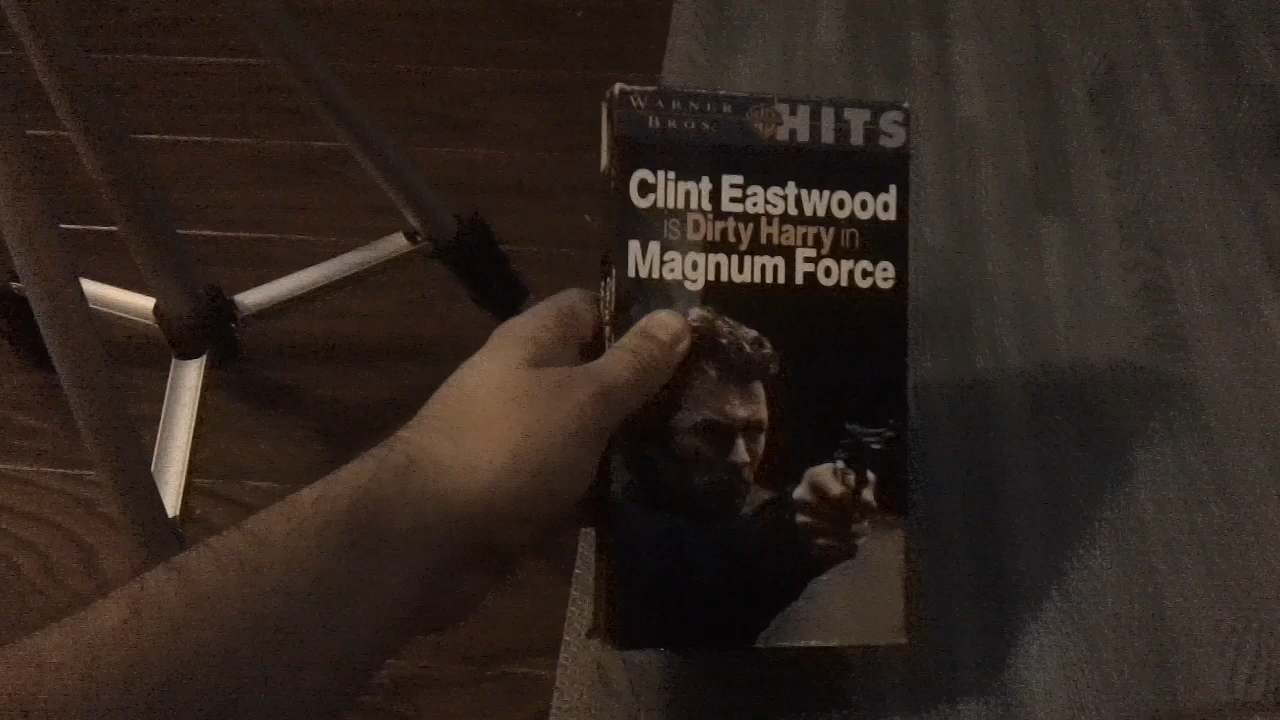 WARNER
BROS. HITS
Clint Eastwood
is Dirty Harry in
Magnum Force